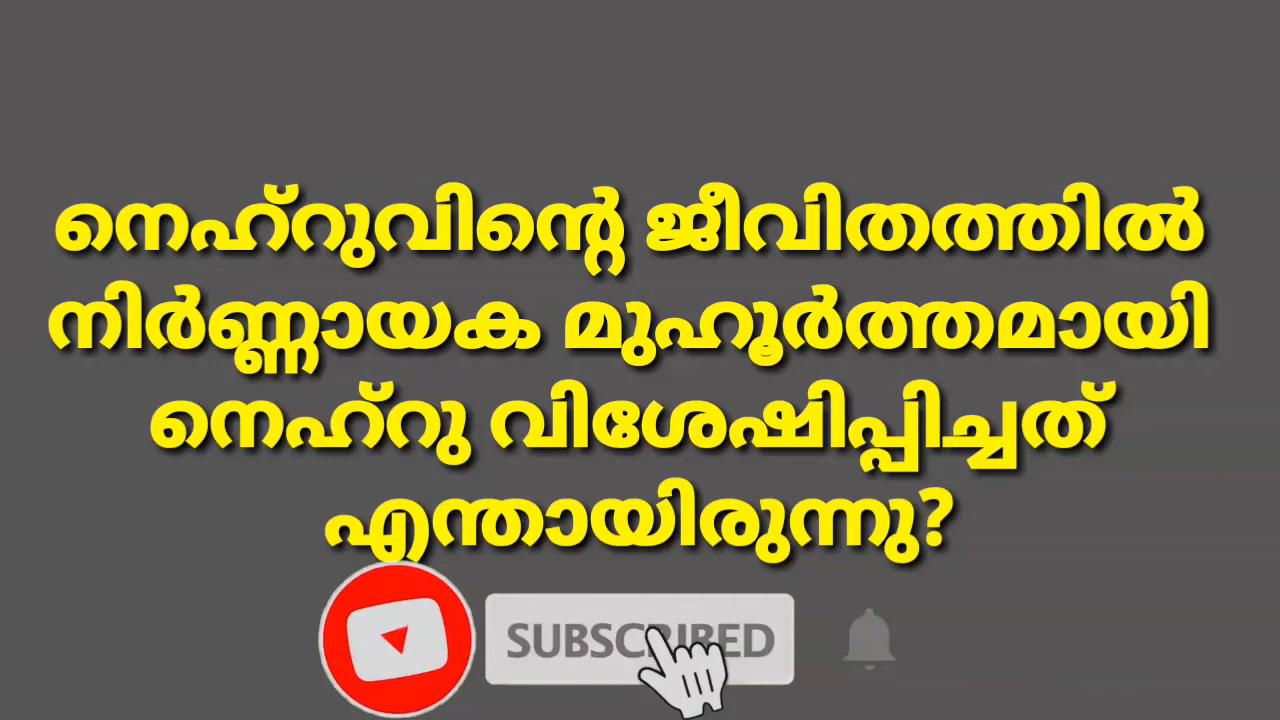 നെഹ്റുവിന്റെ ജീവിതത്തിൽ
നിർണ്ണായക മുഹൂർത്തമായി
നെഹ്റു വിശേഷിപ്പിച്ചത്
എന്തായിരുന്നു?
SUBSCRIBED